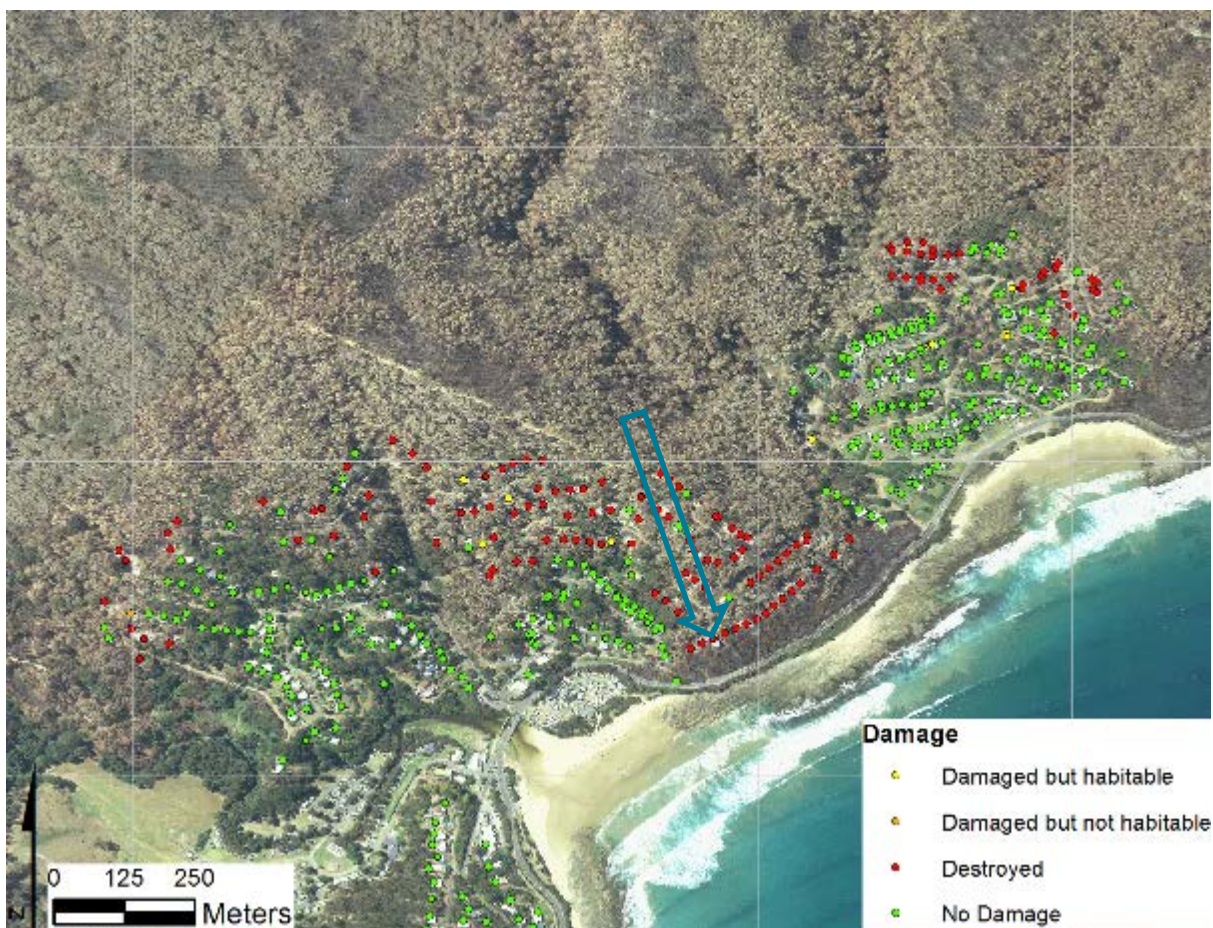 Damage
Damaged but habitable
Damaged but not habitable
Destroyed
No Damage
0 125 250
Meters
N